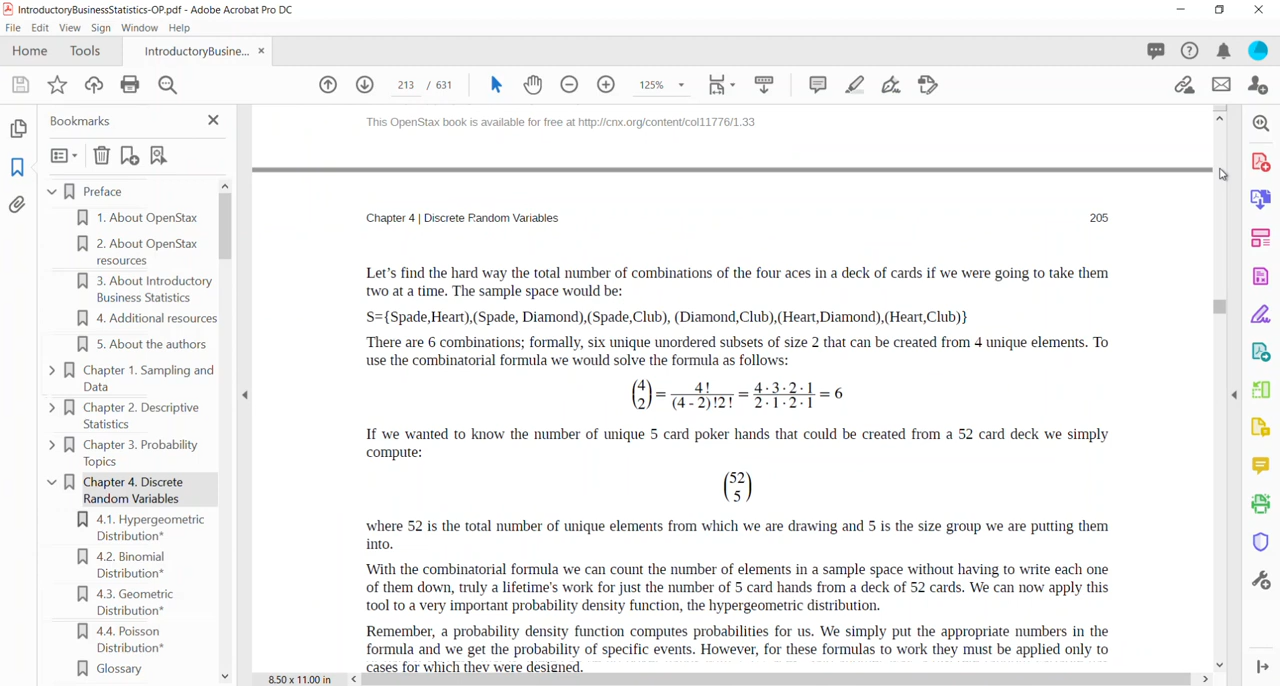 IntroductoryBusinessStatistics-OP.pdf - Adobe Acrobat Pro DC
File Edit View Sign Window Help
Home Tools IntroductoryBusine... ×
213 / 631 125%
Bookmarks
Preface
1. About OpenStax
2. About OpenStax
resources
3. About Introductory
Business Statistics
4. Additional resources
5. About the authors
Chapter 1. Sampling and
Data
Chapter 2. Descriptive
Statistics
Chapter 3. Probability
Topics
Chapter 4. Discrete
Random Variables
4.1. Hypergeometric
Distribution*
4.2. Binomial
Distribution*
4.3. Geometric
Distribution*
4.4. Poisson
Distribution*
Glossary
This OpenStax book is available for free at http://cnx.org/content/col11776/1.33
Chapter 4 | Discrete Random Variables 205
Let's find the hard way the total number of combinations of the four aces in a deck of cards if we were going to take them
two at a time. The sample space would be:
S={Spade,Heart),(Spade, Diamond),(Spade,Club), (Diamond,Club),(Heart,Diamond),(Heart,Club)}
There are 6 combinations; formally, six unique unordered subsets of size 2 that can be created from 4 unique elements. To
use the combinatorial formula we would solve the formula as follows:
(4 2) = 4! / (4 - 2)!2! = 4·3·2·1 / 2·1·2·1 = 6
If we wanted to know the number of unique 5 card poker hands that could be created from a 52 card deck we simply
compute:
(52 5)
where 52 is the total number of unique elements from which we are drawing and 5 is the size group we are putting them
into.
With the combinatorial formula we can count the number of elements in a sample space without having to write each one
of them down, truly a lifetime's work for just the number of 5 card hands from a deck of 52 cards. We can now apply this
tool to a very important probability density function, the hypergeometric distribution.
Remember, a probability density function computes probabilities for us. We simply put the appropriate numbers in the
formula and we get the probability of specific events. However, for these formulas to work they must be applied only to
cases for which they were designed.
8.50 x 11.00 in